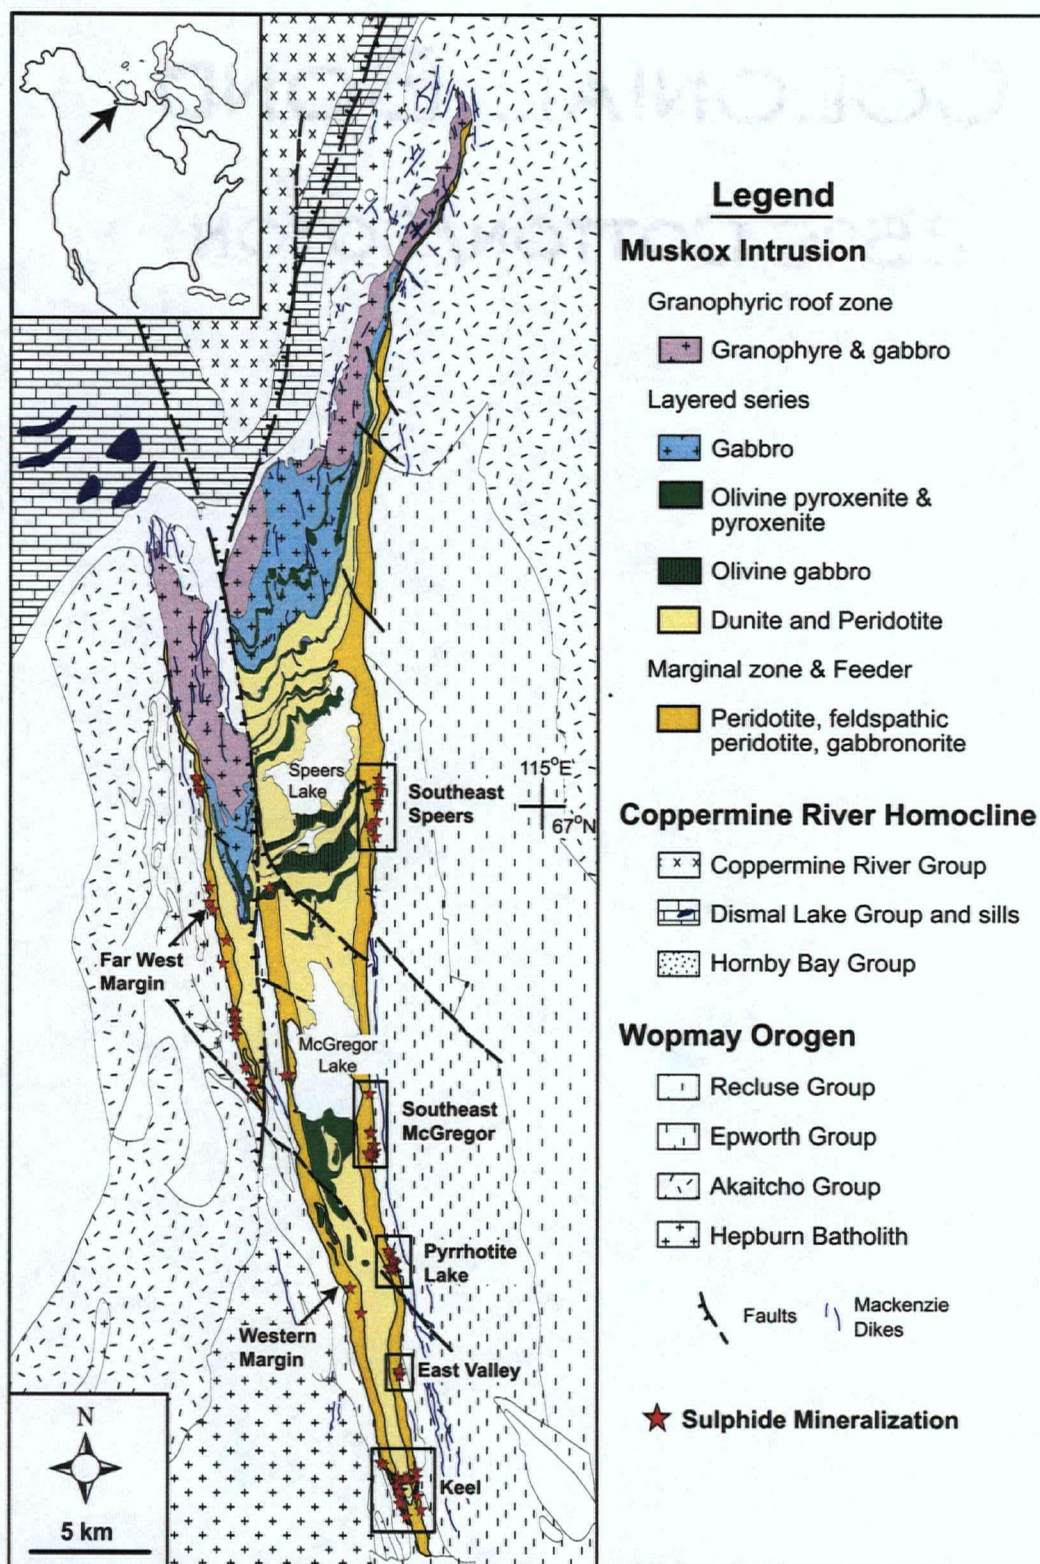 Speers
Lake
115°E
67°N
Southeast
Speers
Far West
Margin
McGregor
Lake
Southeast
McGregor
Pyrrhotite
Lake
Western
Margin
East Valley
Keel
N
5 km
Legend
Muskox Intrusion
Granophyric roof zone
Granophyre & gabbro
Layered series
Gabbro
Olivine pyroxenite &
pyroxenite
Olivine gabbro
Dunite and Peridotite
Marginal zone & Feeder
Peridotite, feldspathic
peridotite, gabbronorite
Coppermine River Homocline
Coppermine River Group
Dismal Lake Group and sills
Hornby Bay Group
Wopmay Orogen
Recluse Group
Epworth Group
Akaitcho Group
Hepburn Batholith
Faults
Mackenzie
Dikes
Sulphide Mineralization